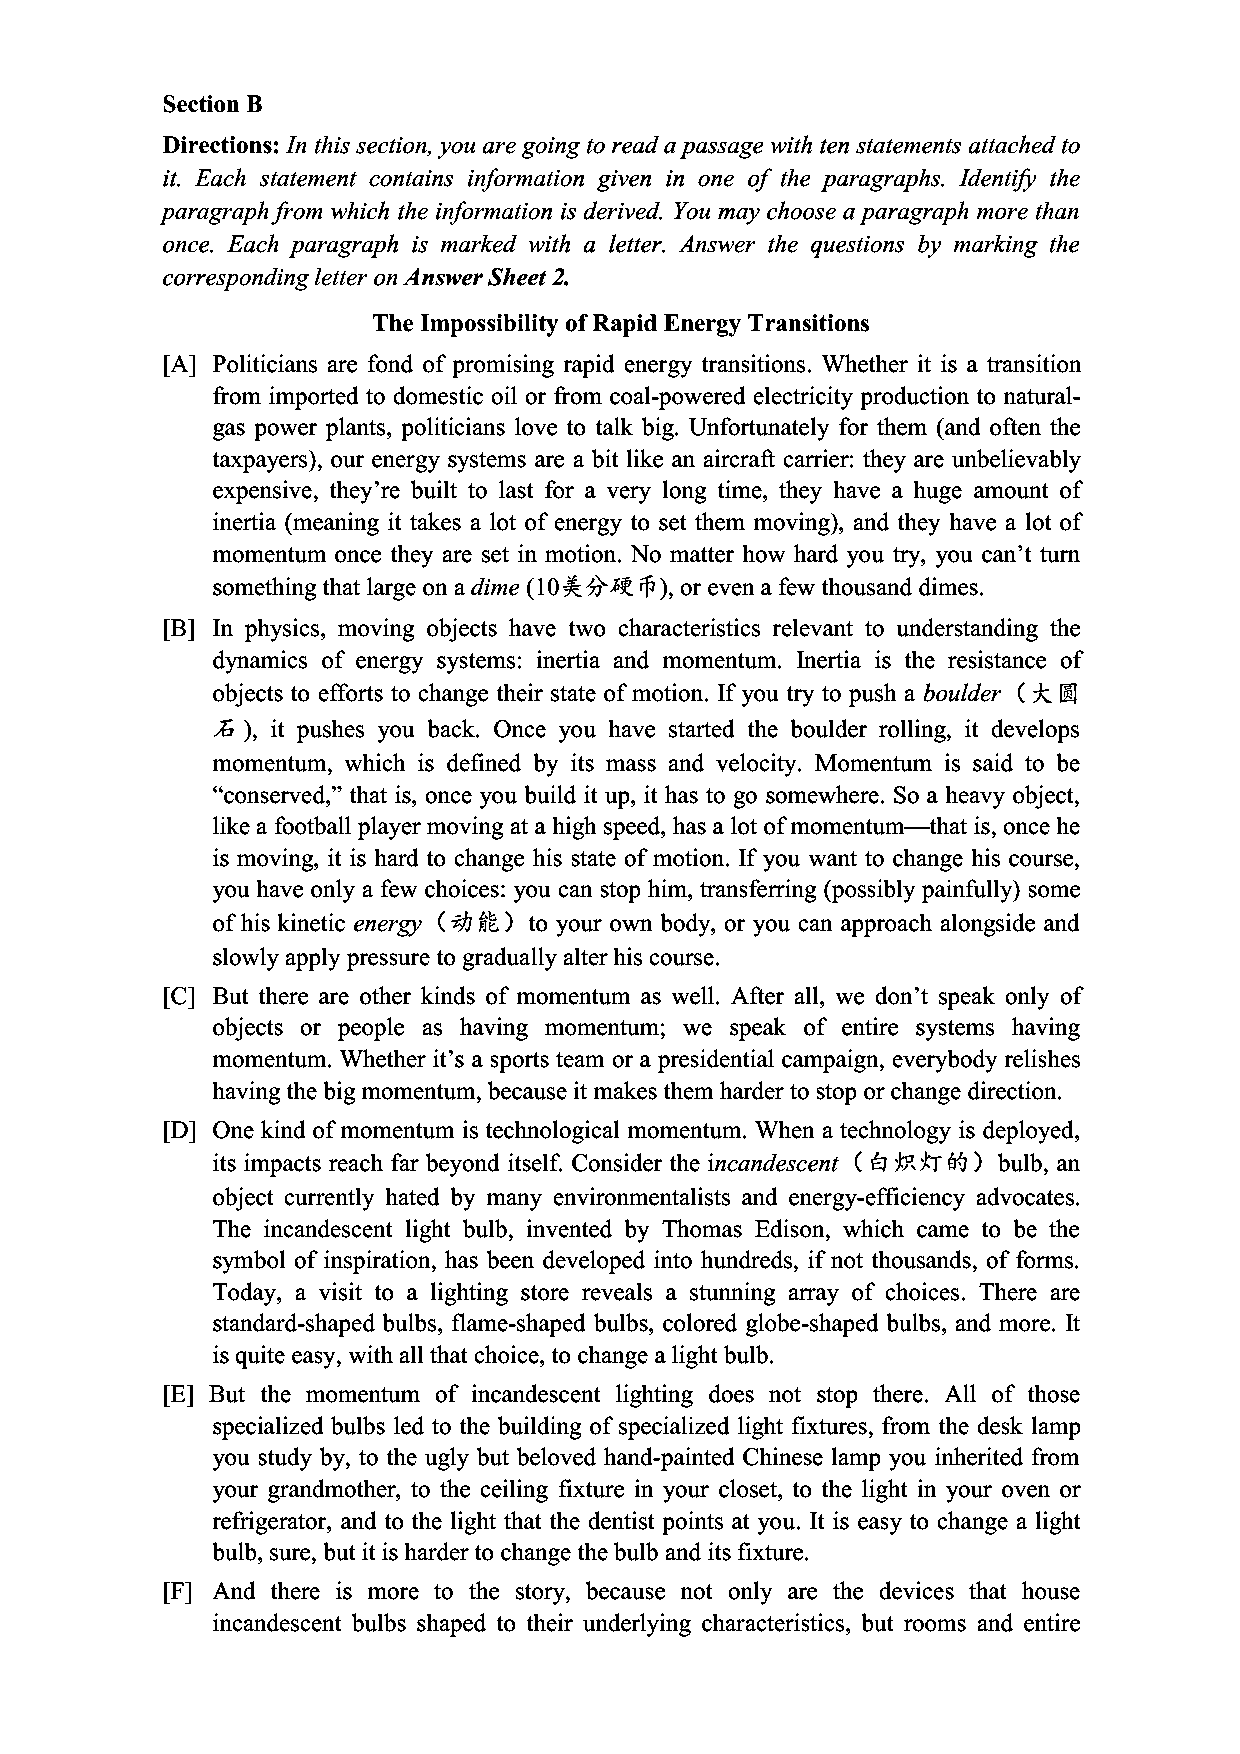 Section B
Directions: In this section, you are going to read a passage with ten statements attached to
it. Each statement contains information given in one of the paragraphs. Identify the
paragraph from which the information is derived. You may choose a paragraph more than
once. Each paragraph is marked with a letter. Answer the questions by marking the
corresponding letter on Answer Sheet 2.
The Impossibility of Rapid Energy Transitions
[A] Politicians are fond of promising rapid energy transitions. Whether it is a transition
from imported to domestic oil or from coal-powered electricity production to natural-
gas power plants, politicians love to talk big. Unfortunately for them (and often the
taxpayers), our energy systems are a bit like an aircraft carrier: they are unbelievably
expensive, they’re built to last for a very long time, they have a huge amount of
inertia (meaning it takes a lot of energy to set them moving), and they have a lot of
momentum once they are set in motion. No matter how hard you try, you can’t turn
something that large on a dime (10美分硬币), or even a few thousand dimes.
[B] In physics, moving objects have two characteristics relevant to understanding the
dynamics of energy systems: inertia and momentum. Inertia is the resistance of
objects to efforts to change their state of motion. If you try to push a boulder（大圆
石), it pushes you back. Once you have started the boulder rolling, it develops
momentum, which is defined by its mass and velocity. Momentum is said to be
“conserved,” that is, once you build it up, it has to go somewhere. So a heavy object,
like a football player moving at a high speed, has a lot of momentum—that is, once he
is moving, it is hard to change his state of motion. If you want to change his course,
you have only a few choices: you can stop him, transferring (possibly painfully) some
of his kinetic energy（动能）to your own body, or you can approach alongside and
slowly apply pressure to gradually alter his course.
[C] But there are other kinds of momentum as well. After all, we don’t speak only of
objects or people as having momentum; we speak of entire systems having
momentum. Whether it’s a sports team or a presidential campaign, everybody relishes
having the big momentum, because it makes them harder to stop or change direction.
[D] One kind of momentum is technological momentum. When a technology is deployed,
its impacts reach far beyond itself. Consider the incandescent（白炽灯的）bulb, an
object currently hated by many environmentalists and energy-efficiency advocates.
The incandescent light bulb, invented by Thomas Edison, which came to be the
symbol of inspiration, has been developed into hundreds, if not thousands, of forms.
Today, a visit to a lighting store reveals a stunning array of choices. There are
standard-shaped bulbs, flame-shaped bulbs, colored globe-shaped bulbs, and more. It
is quite easy, with all that choice, to change a light bulb.
[E] But the momentum of incandescent lighting does not stop there. All of those
specialized bulbs led to the building of specialized light fixtures, from the desk lamp
you study by, to the ugly but beloved hand-painted Chinese lamp you inherited from
your grandmother, to the ceiling fixture in your closet, to the light in your oven or
refrigerator, and to the light that the dentist points at you. It is easy to change a light
bulb, sure, but it is harder to change the bulb and its fixture.
[F] And there is more to the story, because not only are the devices that house
incandescent bulbs shaped to their underlying characteristics, but rooms and entire